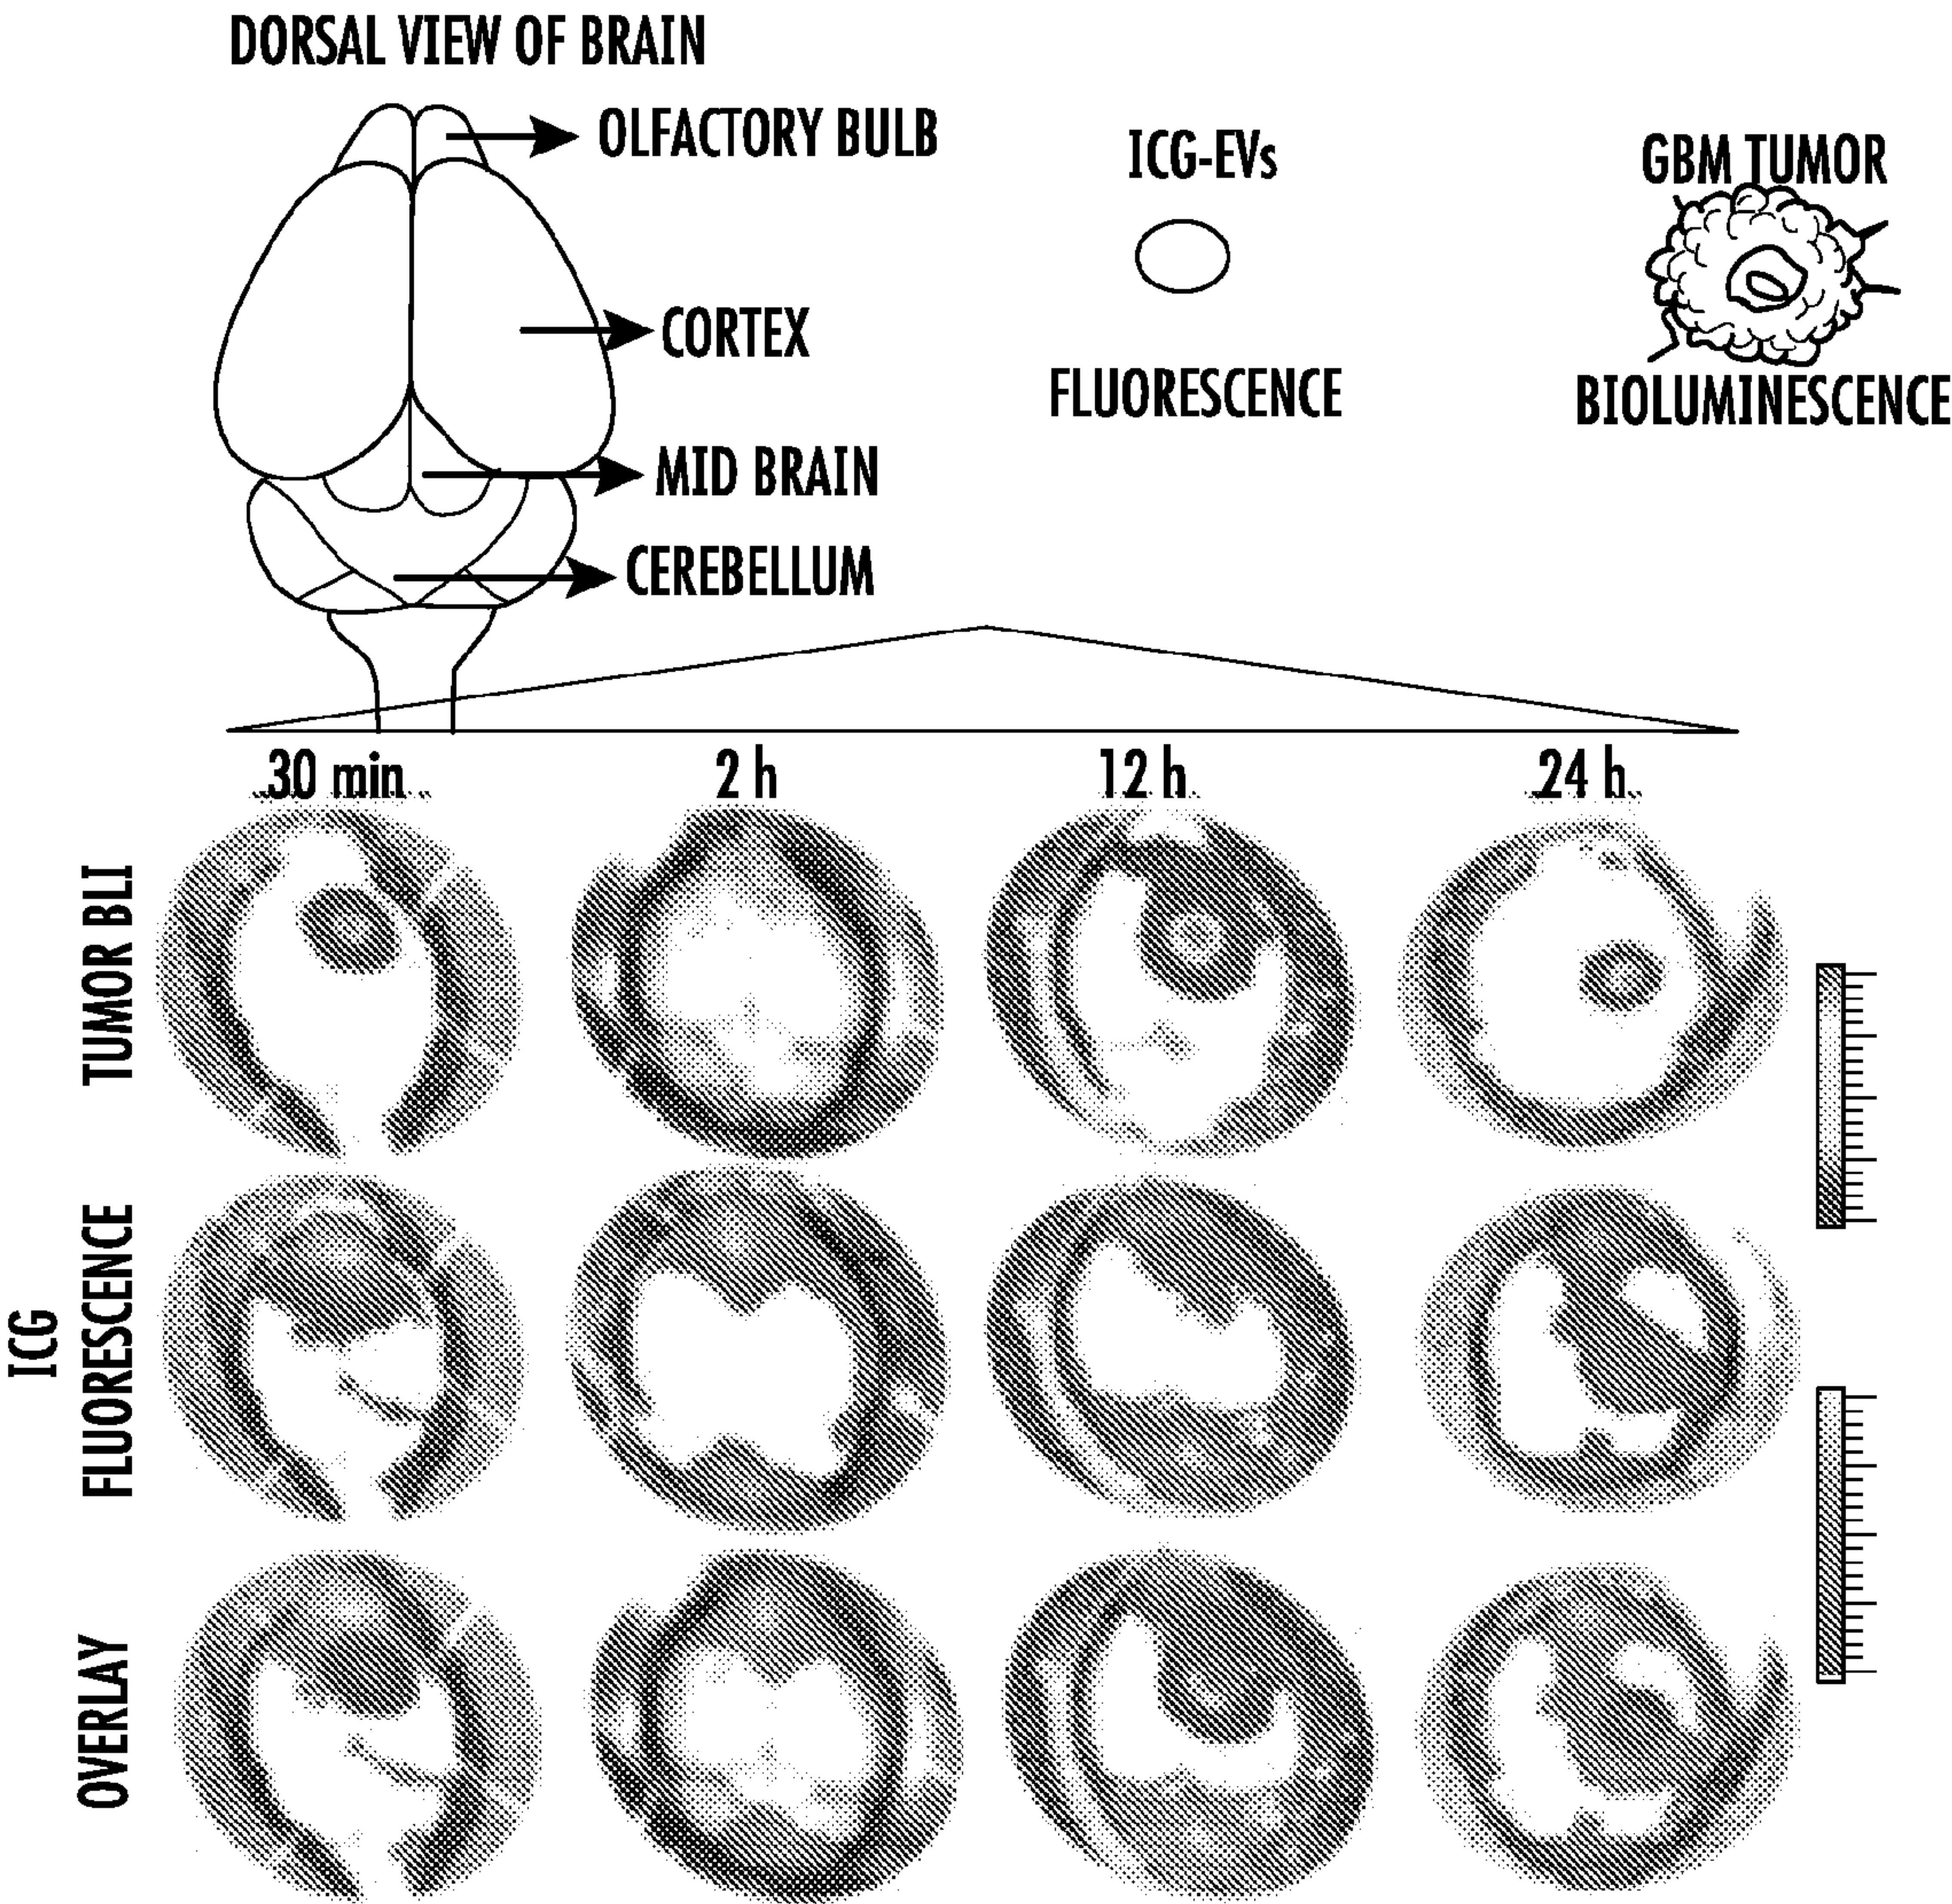 DORSAL VIEW OF BRAIN
OLFACTORY BULB
CORTEX
MID BRAIN
CEREBELLUM
ICG-EVs
FLUORESCENCE
GBM TUMOR
BIOLUMINESCENCE
30 min
2 h
12 h
24 h
TUMOR BLI
ICG
FLUORESCENCE
OVERLAY